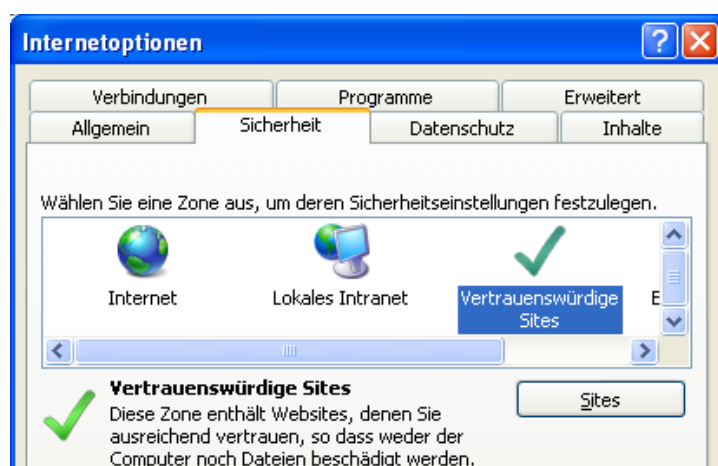 Internetoptionen
Verbindungen Programme Erweitert
Allgemein Sicherheit Datenschutz Inhalte
Wählen Sie eine Zone aus, um deren Sicherheitseinstellungen festzulegen.
Internet Lokales Intranet Vertrauenswürdige E
Sites
Vertrauenswürdige Sites
Sites
Diese Zone enthält Websites, denen Sie
ausreichend vertrauen, so dass weder der
Computer noch Dateien beschädigt werden.